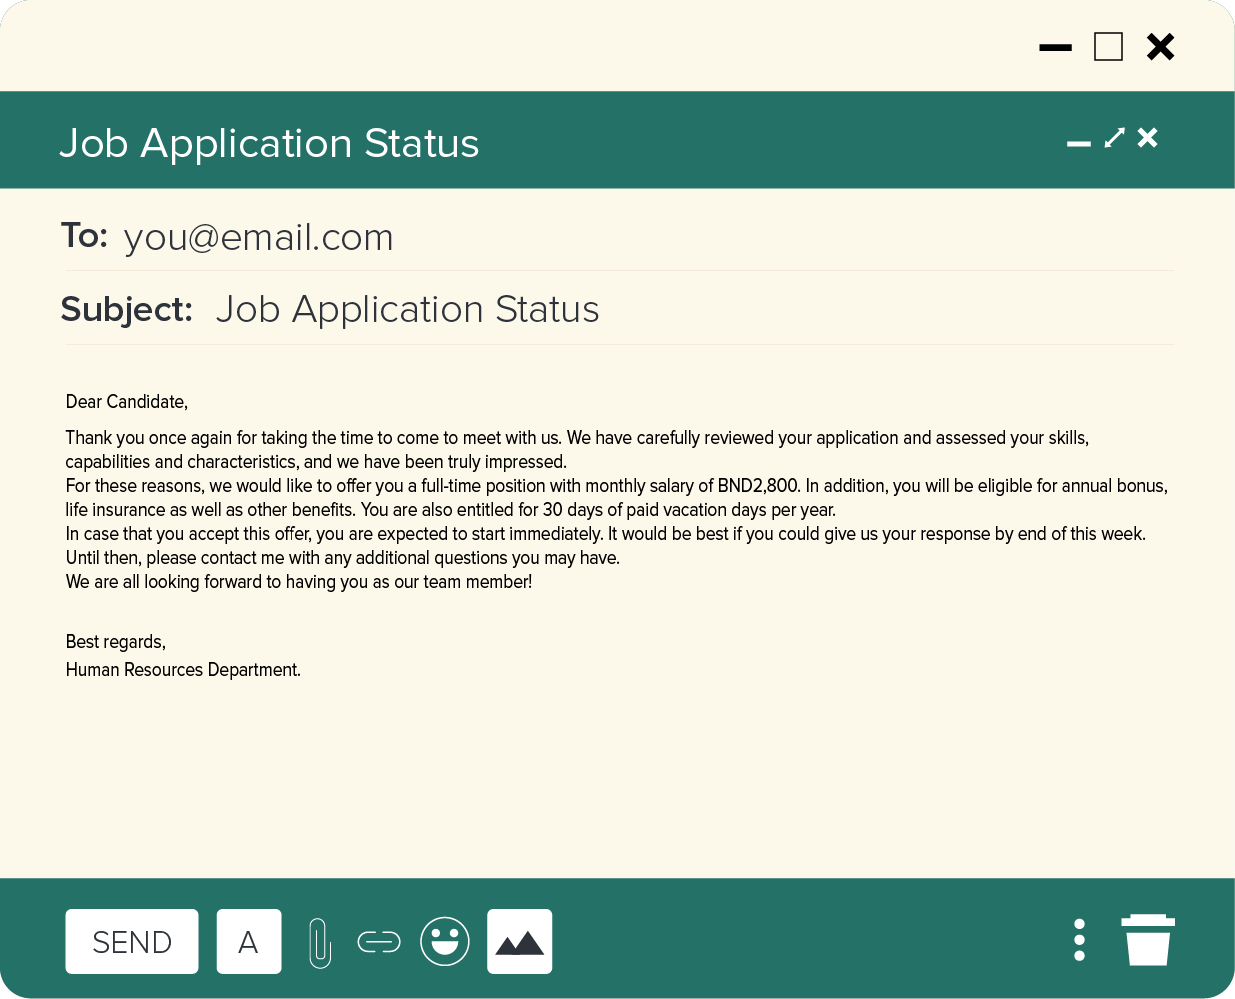 Job Application Status
To: you@email.com
Subject: Job Application Status
Dear Candidate,
Thank you once again for taking the time to come to meet with us. We have carefully reviewed your application and assessed your skills,
capabilities and characteristics, and we have been truly impressed.
For these reasons, we would like to offer you a full-time position with monthly salary of BND2,800. In addition, you will be eligible for annual bonus,
life insurance as well as other benefits. You are also entitled for 30 days of paid vacation days per year.
In case that you accept this offer, you are expected to start immediately. It would be best if you could give us your response by end of this week.
Until then, please contact me with any additional questions you may have.
We are all looking forward to having you as our team member!
Best regards,
Human Resources Department.
SEND A